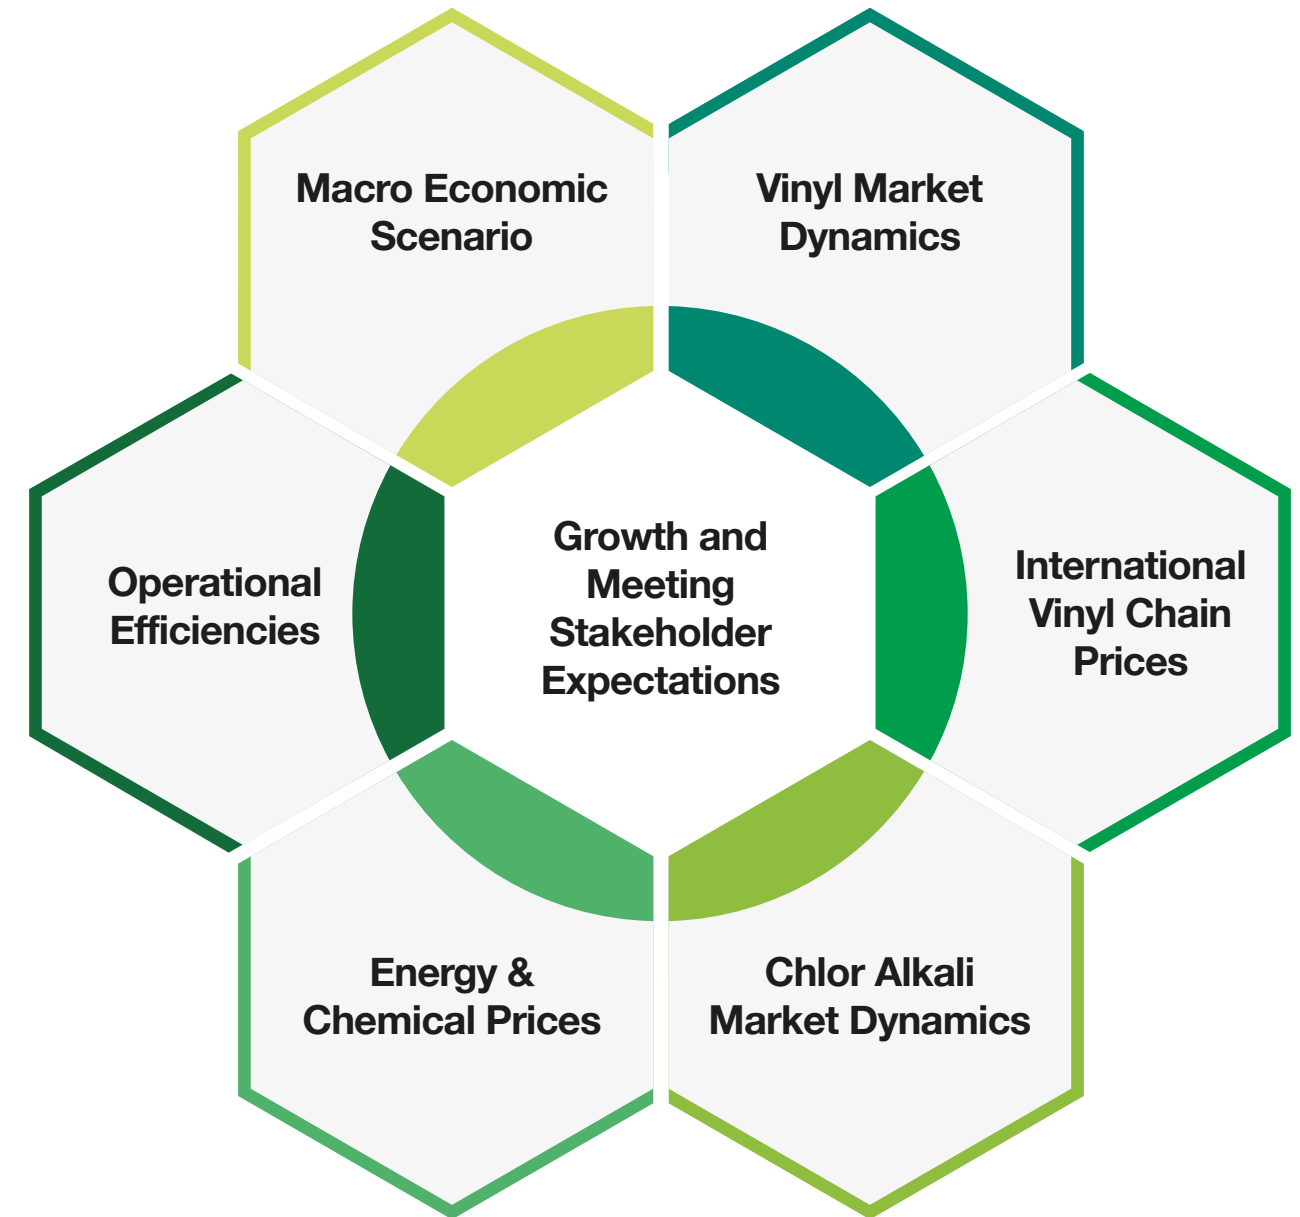 Macro Economic
Scenario
Vinyl Market
Dynamics
Operational
Efficiencies
Growth and
Meeting
Stakeholder
Expectations
International
Vinyl Chain
Prices
Energy &
Chemical Prices
Chlor Alkali
Market Dynamics